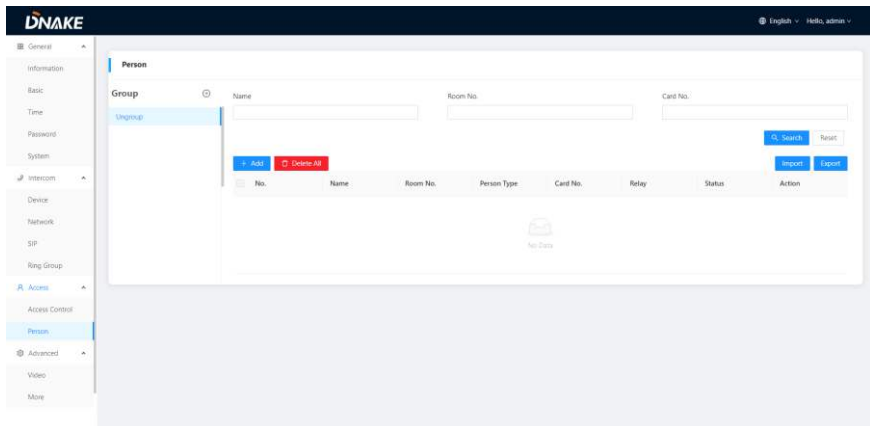 DNAKE
English
Hello, admin
General
Information
Basic
Time
Password
System
Intercom
Device
Network
SIP
Ring Group
Access
Access Control
Person
Advanced
Video
More
Person
Group
Ungroup
Name
Room No.
Card No.
Search
Reset
+ Add
Delete All
Import
Export
No.
Name
Room No.
Person Type
Card No.
Relay
Status
Action
No Data